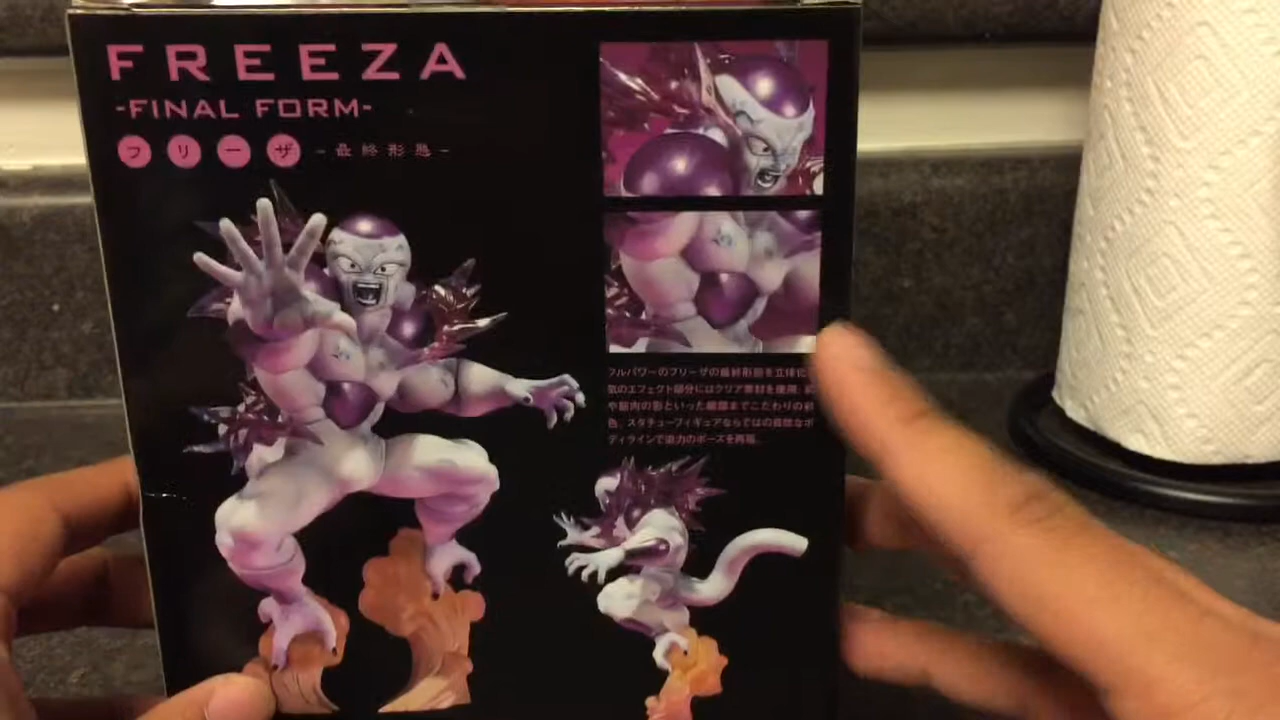 FREEZA
-FINAL FORM-
フリーザ -最終形態-
フルパワーのフリーザの最終形態を立体化
気のエフェクト部分にはクリア素材を使用
や筋肉の影といった細部までこだわりの彩
色。スタチューフィギュアならではの
ディラインで迫力のポーズを再現。